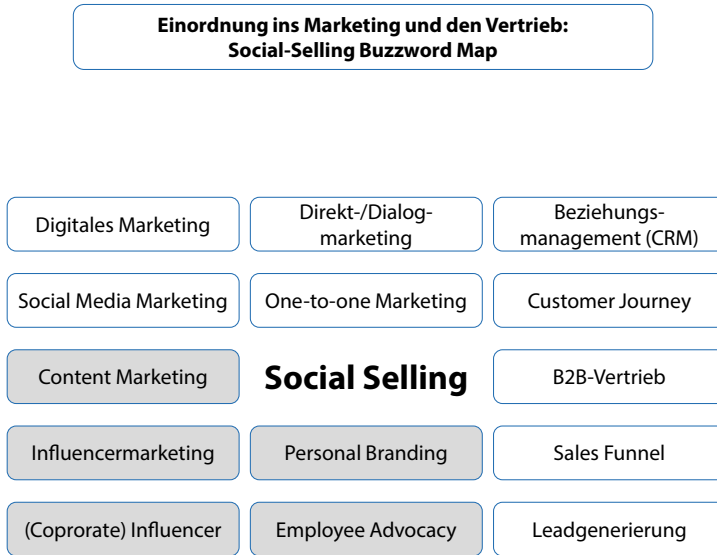 Einordnung ins Marketing und den Vertrieb:
Social-Selling Buzzword Map
Digitales Marketing
Direkt-/Dialog-
marketing
Beziehungs-
management (CRM)
Social Media Marketing
One-to-one Marketing
Customer Journey
Content Marketing
Social Selling
B2B-Vertrieb
Influencermarketing
Personal Branding
Sales Funnel
(Coprorate) Influencer
Employee Advocacy
Leadgenerierung